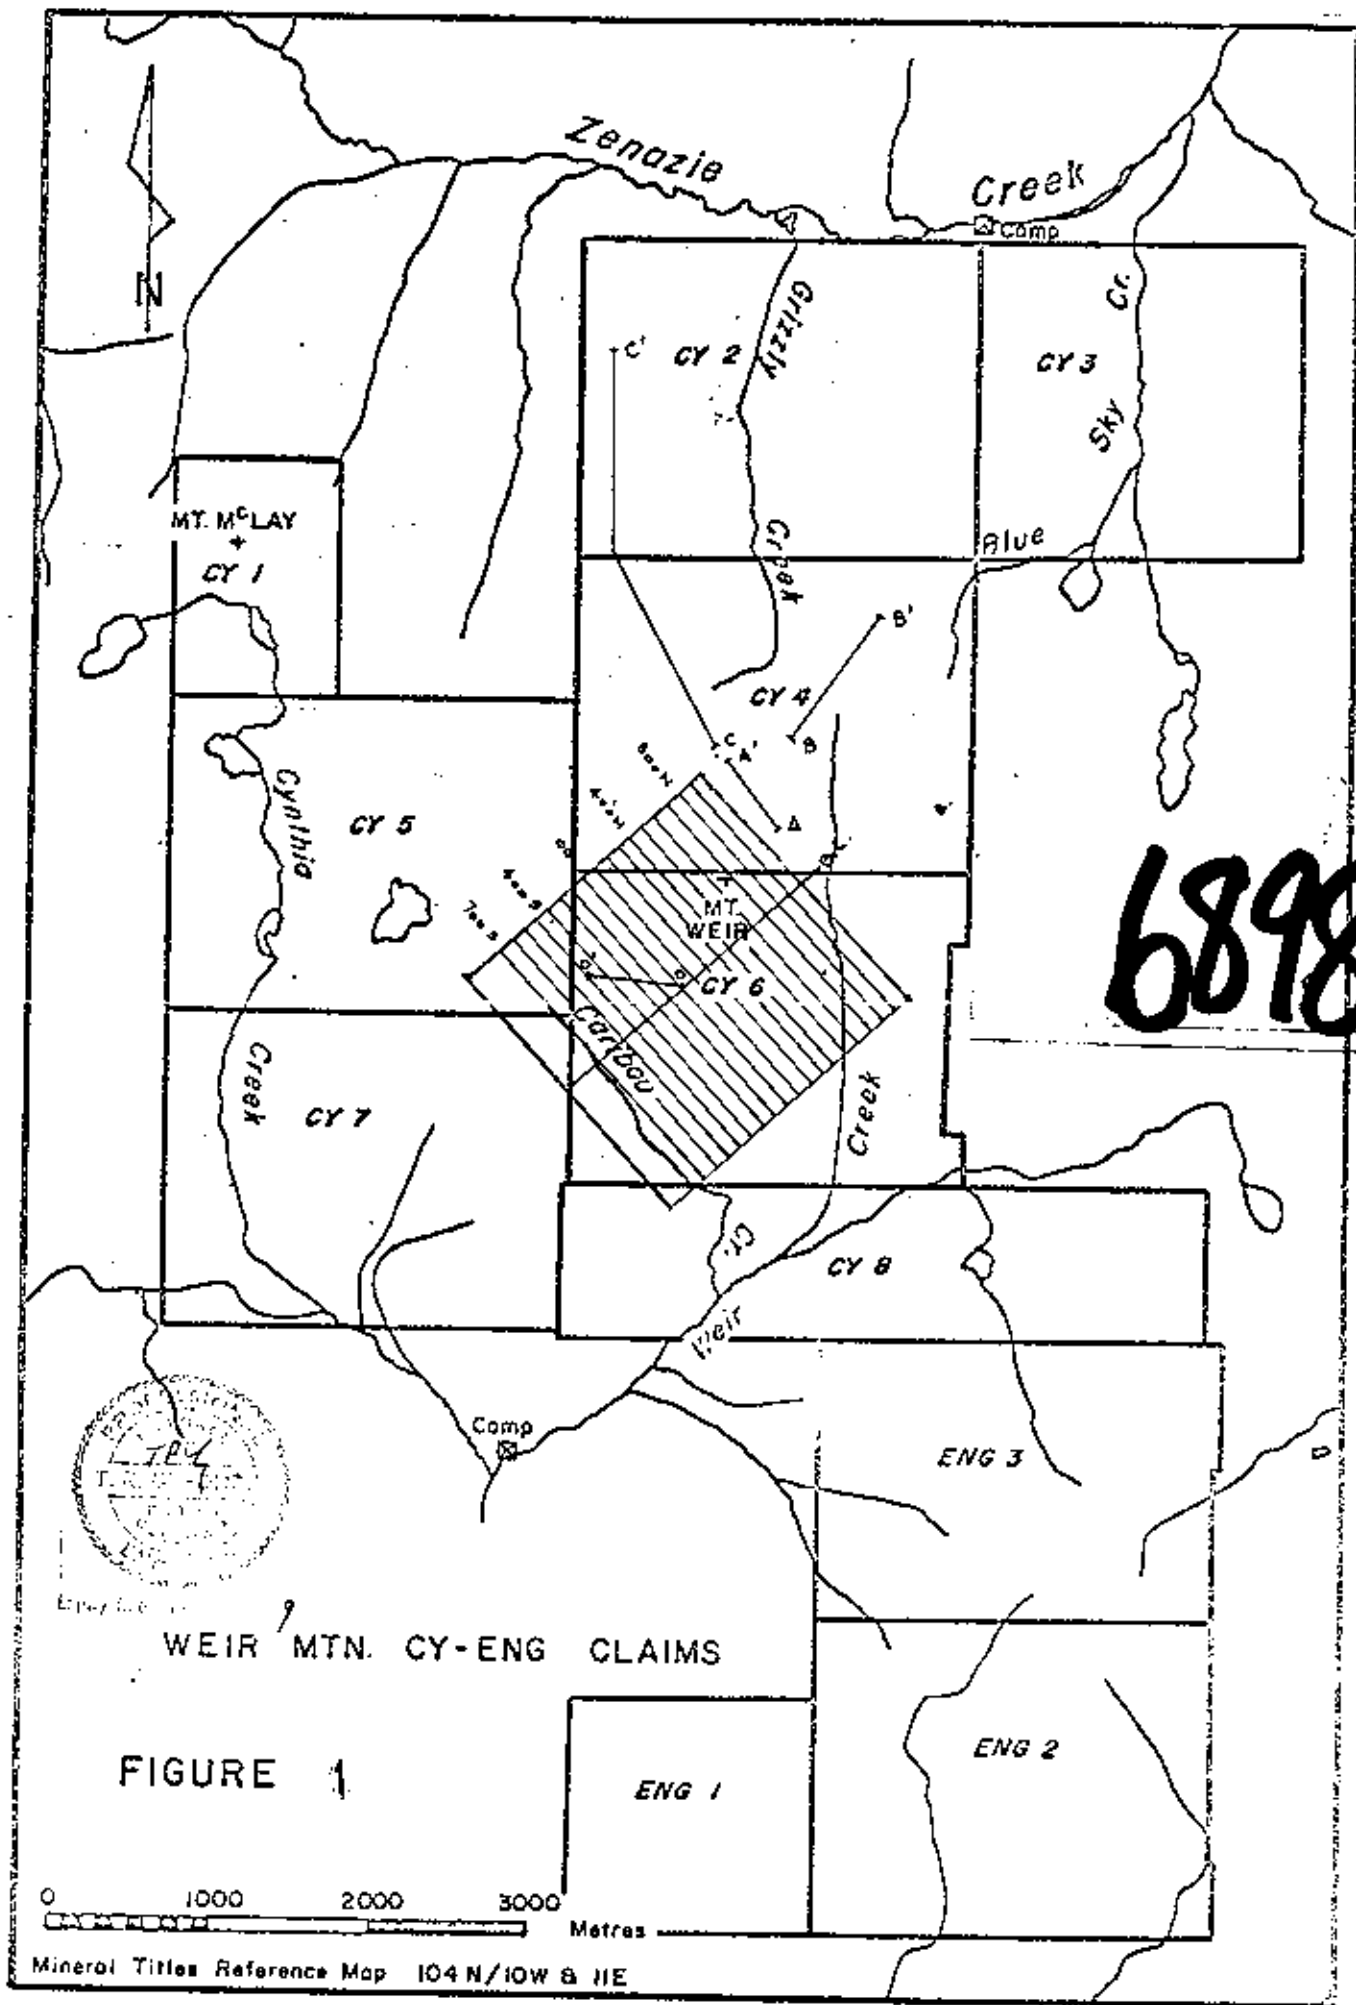 Zenazie Creek
Camp
N
Grizzly Creek
C'
CY 2
CY 3
Sky Cr.
MT. McLAY
CY 1
Blue
B'
CY 4
B
C
A'
A
Cynthia Creek
CY 5
6898
MT. WEIR
CY 6
Caribou Cr.
CY 7
Weir Creek
CY 8
Camp
ENG 3
WEIR MTN. CY-ENG CLAIMS
FIGURE 1
ENG 1
ENG 2
0 1000 2000 3000 Metres
Mineral Titles Reference Map 104 N/10W & 11E